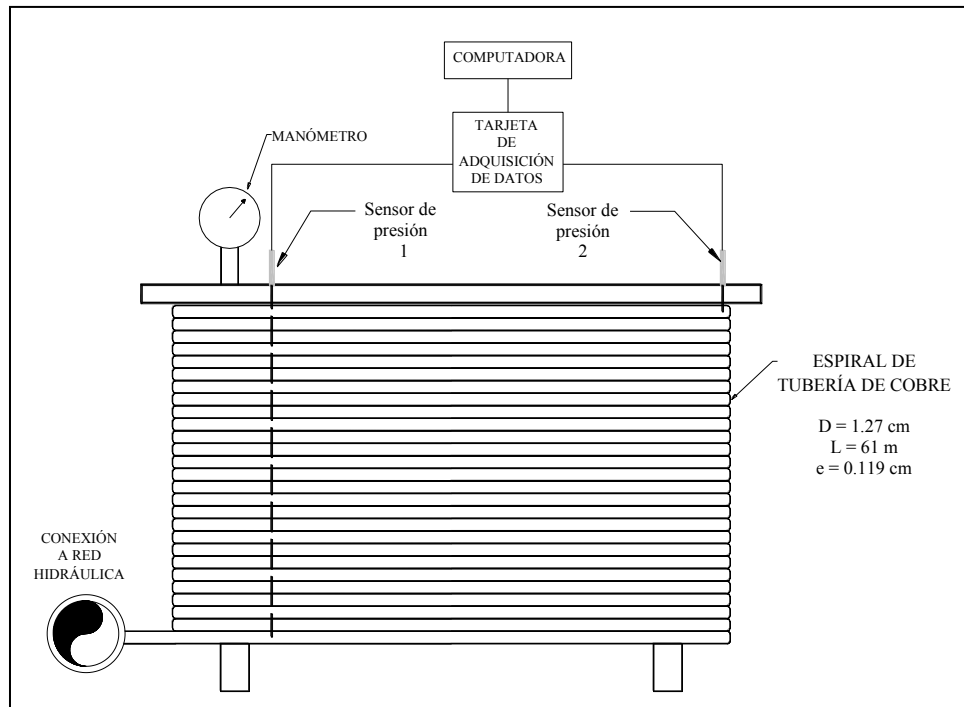 COMPUTADORA
TARJETA
DE
ADQUISICIÓN
DE DATOS
MANÓMETRO
Sensor de
presión
1
Sensor de
presión
2
ESPIRAL DE
TUBERÍA DE COBRE
D = 1.27 cm
L = 61 m
e = 0.119 cm
CONEXIÓN
A RED
HIDRÁULICA